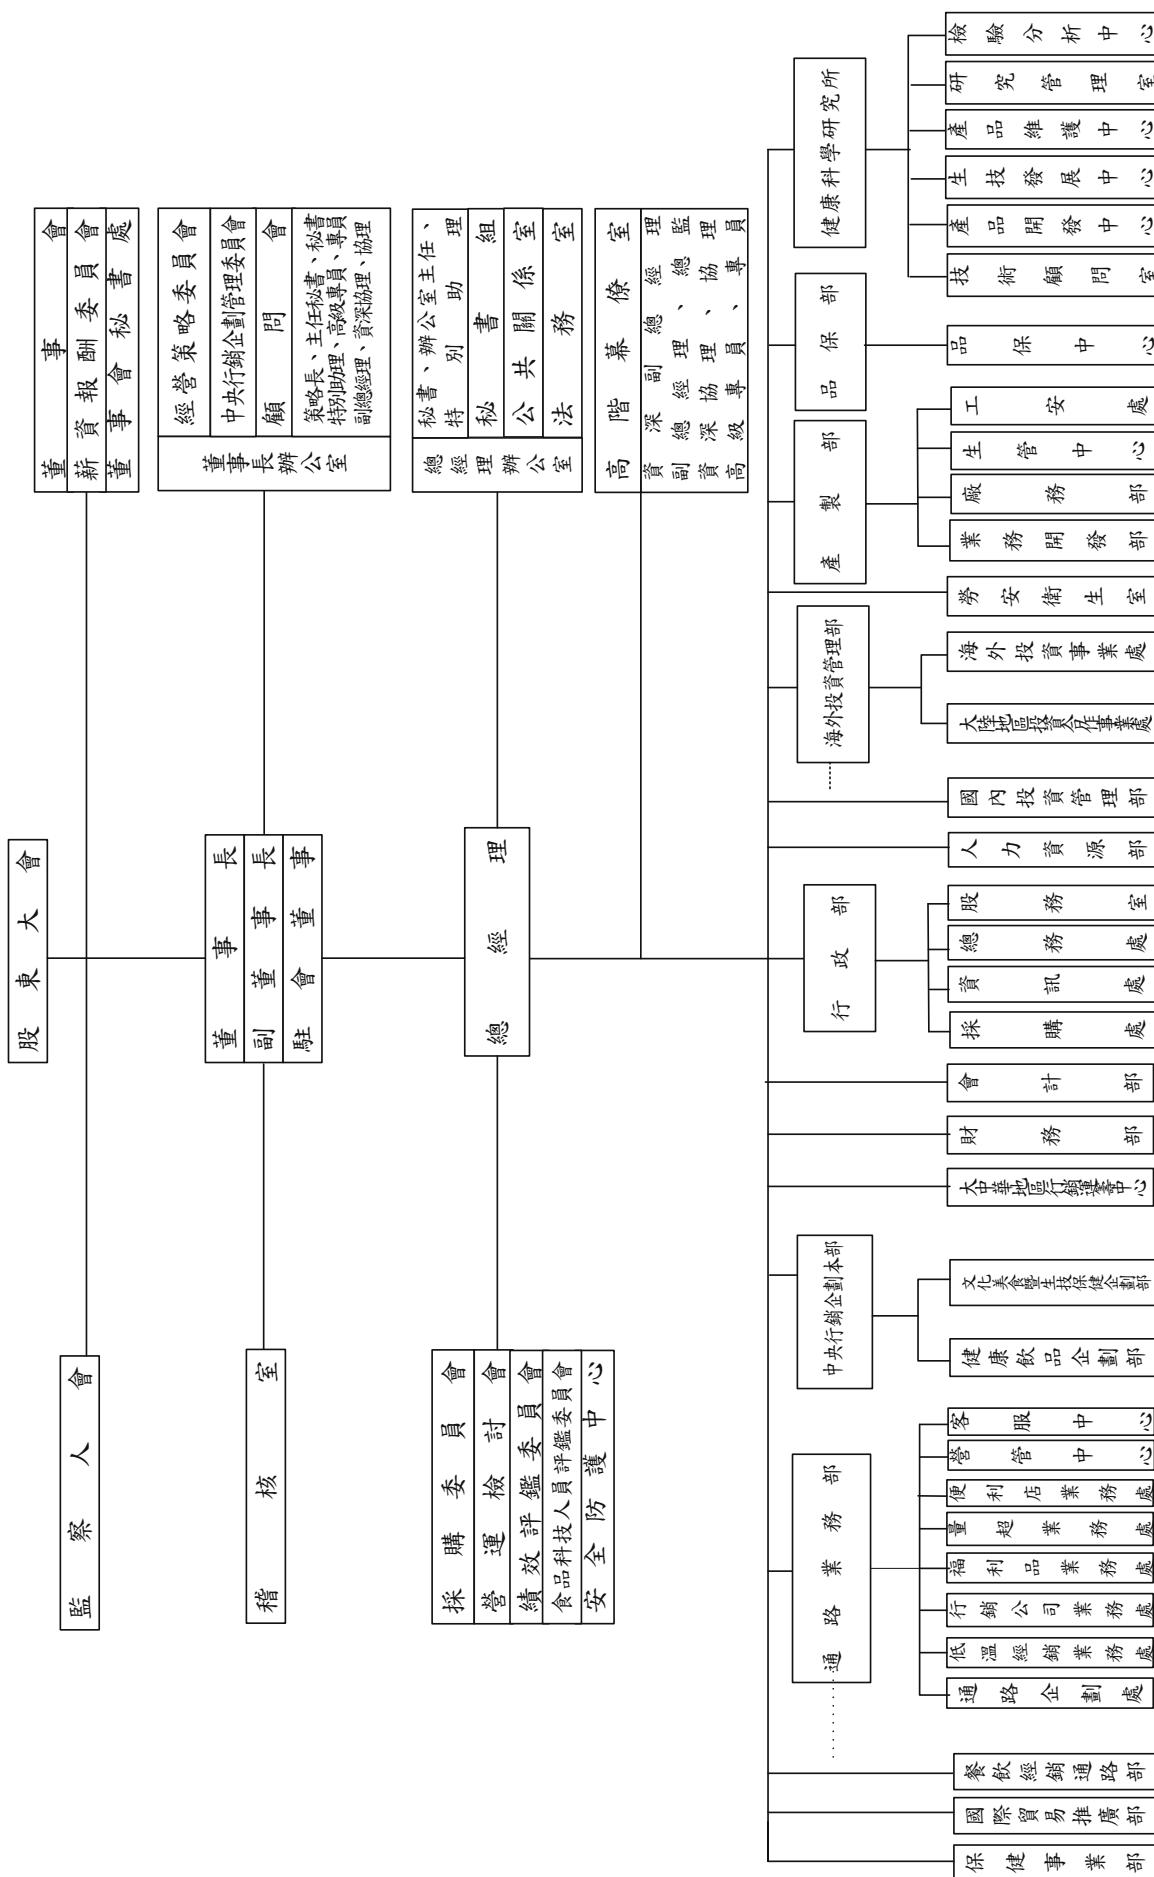 股東大會
監察人會
董事會
薪資報酬委員會
董事會秘書處
稽核室
董事長
副董事長
駐會董事
董事長辦公室
經營策略委員會
中央行銷企劃管理委員會
顧問會
策略長、主任秘書、秘書
特別助理、高級專員、專員
副總經理、資深協理、協理
採購委員會
營運檢討會
績效評鑑委員會
食品科技人員評鑑委員會
安全防護中心
總經理
總經理辦公室
秘書、辦公室主任、
特別助理
秘書組
公共關係室
法務室
高階幕僚室
資深副總經理
副總經理、總監
資深協理、協理
高級專員、專員
通路業務部
中央行銷企劃本部
行政部
海外投資管理部
產製部
品保部
健康科學研究所
保健事業部
國際貿易推廣部
餐飲經銷通路部
通路企劃處
低溫經銷業務處
行銷公司業務處
福利品業務處
量超業務處
便利店業務處
營管中心
客服中心
健康飲品企劃部
文化美食暨生技保健企劃部
大中華地區行銷運籌中心
財務部
會計部
採購處
資訊處
總務處
股務室
人力資源部
國內投資管理部
大陸地區投資合作事業處
海外投資事業處
勞安衛生室
業務開發部
廠務部
生管中心
工安處
品保中心
技術顧問室
產品開發中心
生技發展中心
產品維護中心
研究管理室
檢驗分析中心